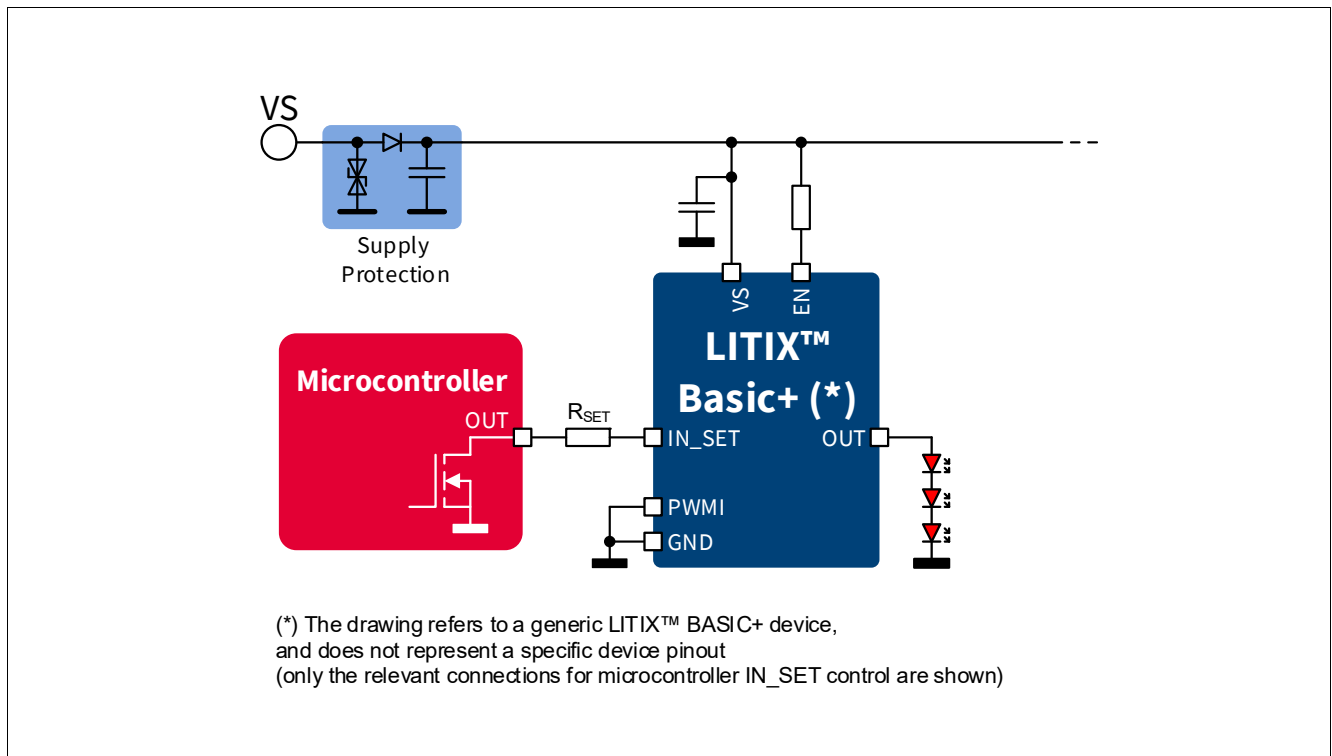 VS
Supply
Protection
VS
EN
LITIX™
Basic+ (*)
Microcontroller
OUT
RSET
IN_SET
OUT
PWMI
GND
(*) The drawing refers to a generic LITIX™ BASIC+ device,
and does not represent a specific device pinout
(only the relevant connections for microcontroller IN_SET control are shown)